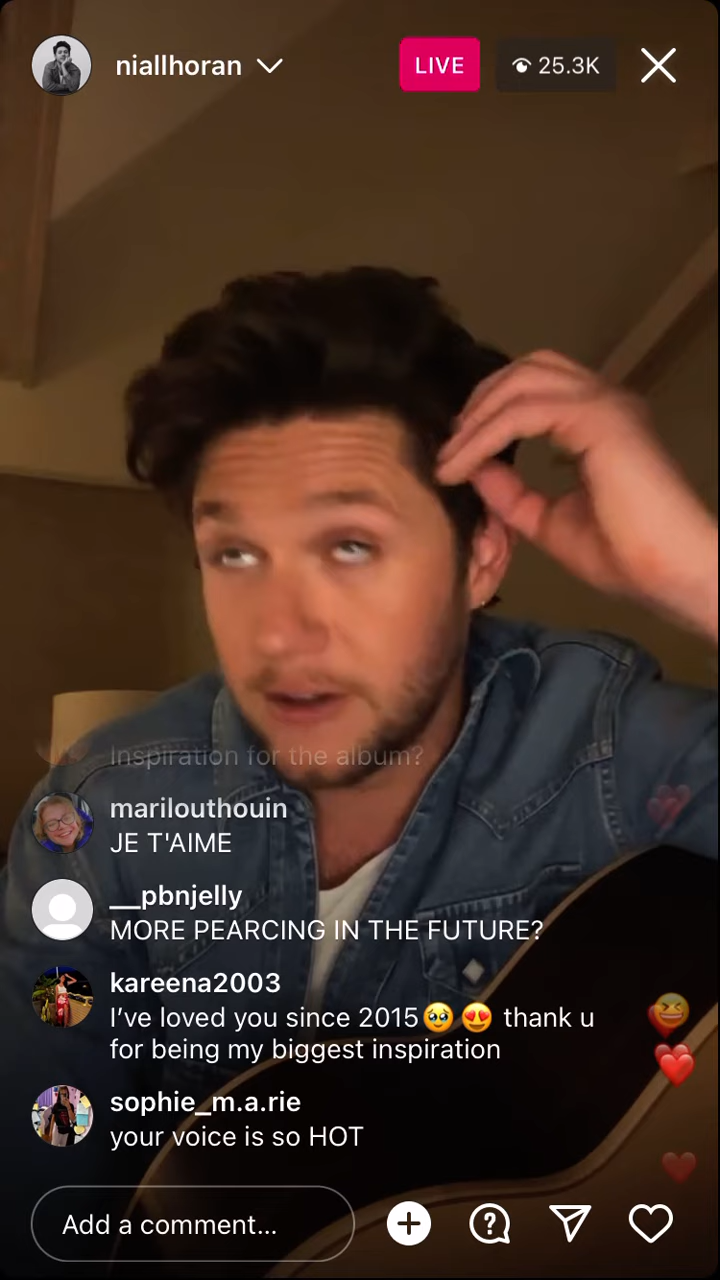 niallhoran
LIVE
25.3K
Inspiration for the album?
marilouthouin
JE T'AIME
__pbnjelly
MORE PEARCING IN THE FUTURE?
kareena2003
I've loved you since 2015🥹😍 thank u
for being my biggest inspiration
sophie_m.a.rie
your voice is so HOT
Add a comment...